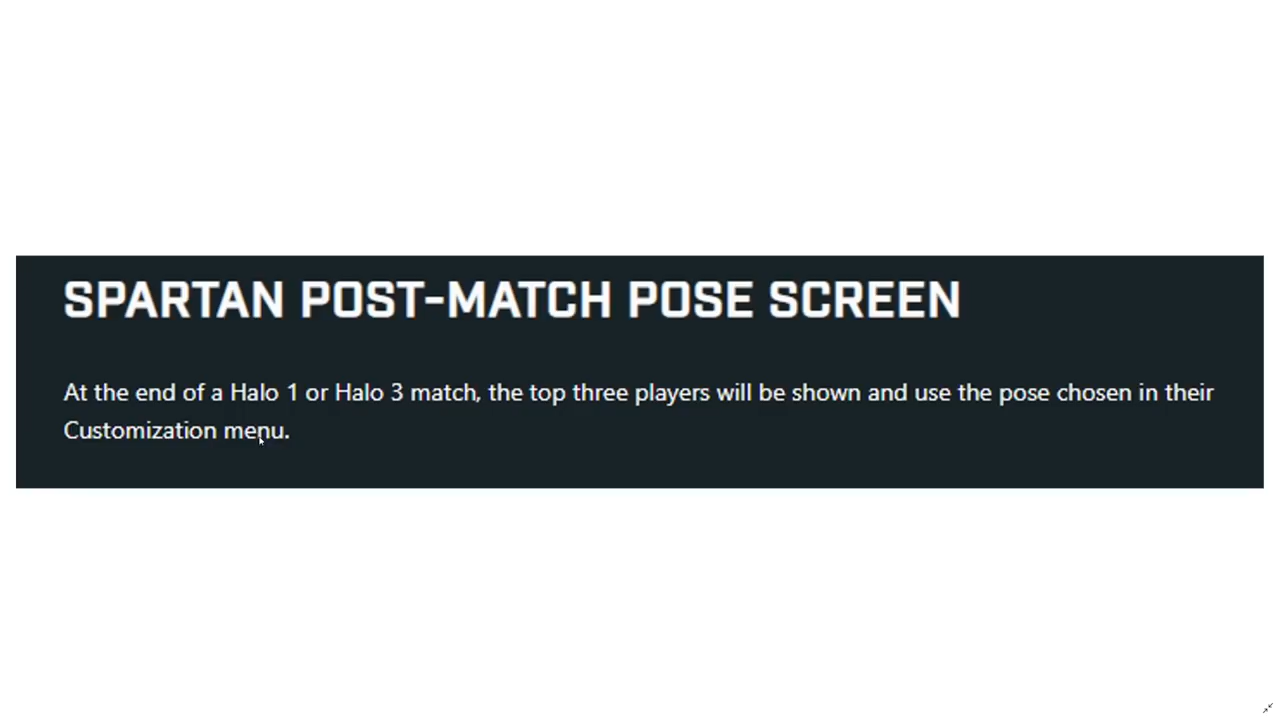 SPARTAN POST-MATCH POSE SCREEN
At the end of a Halo 1 or Halo 3 match, the top three players will be shown and use the pose chosen in their
Customization menu.